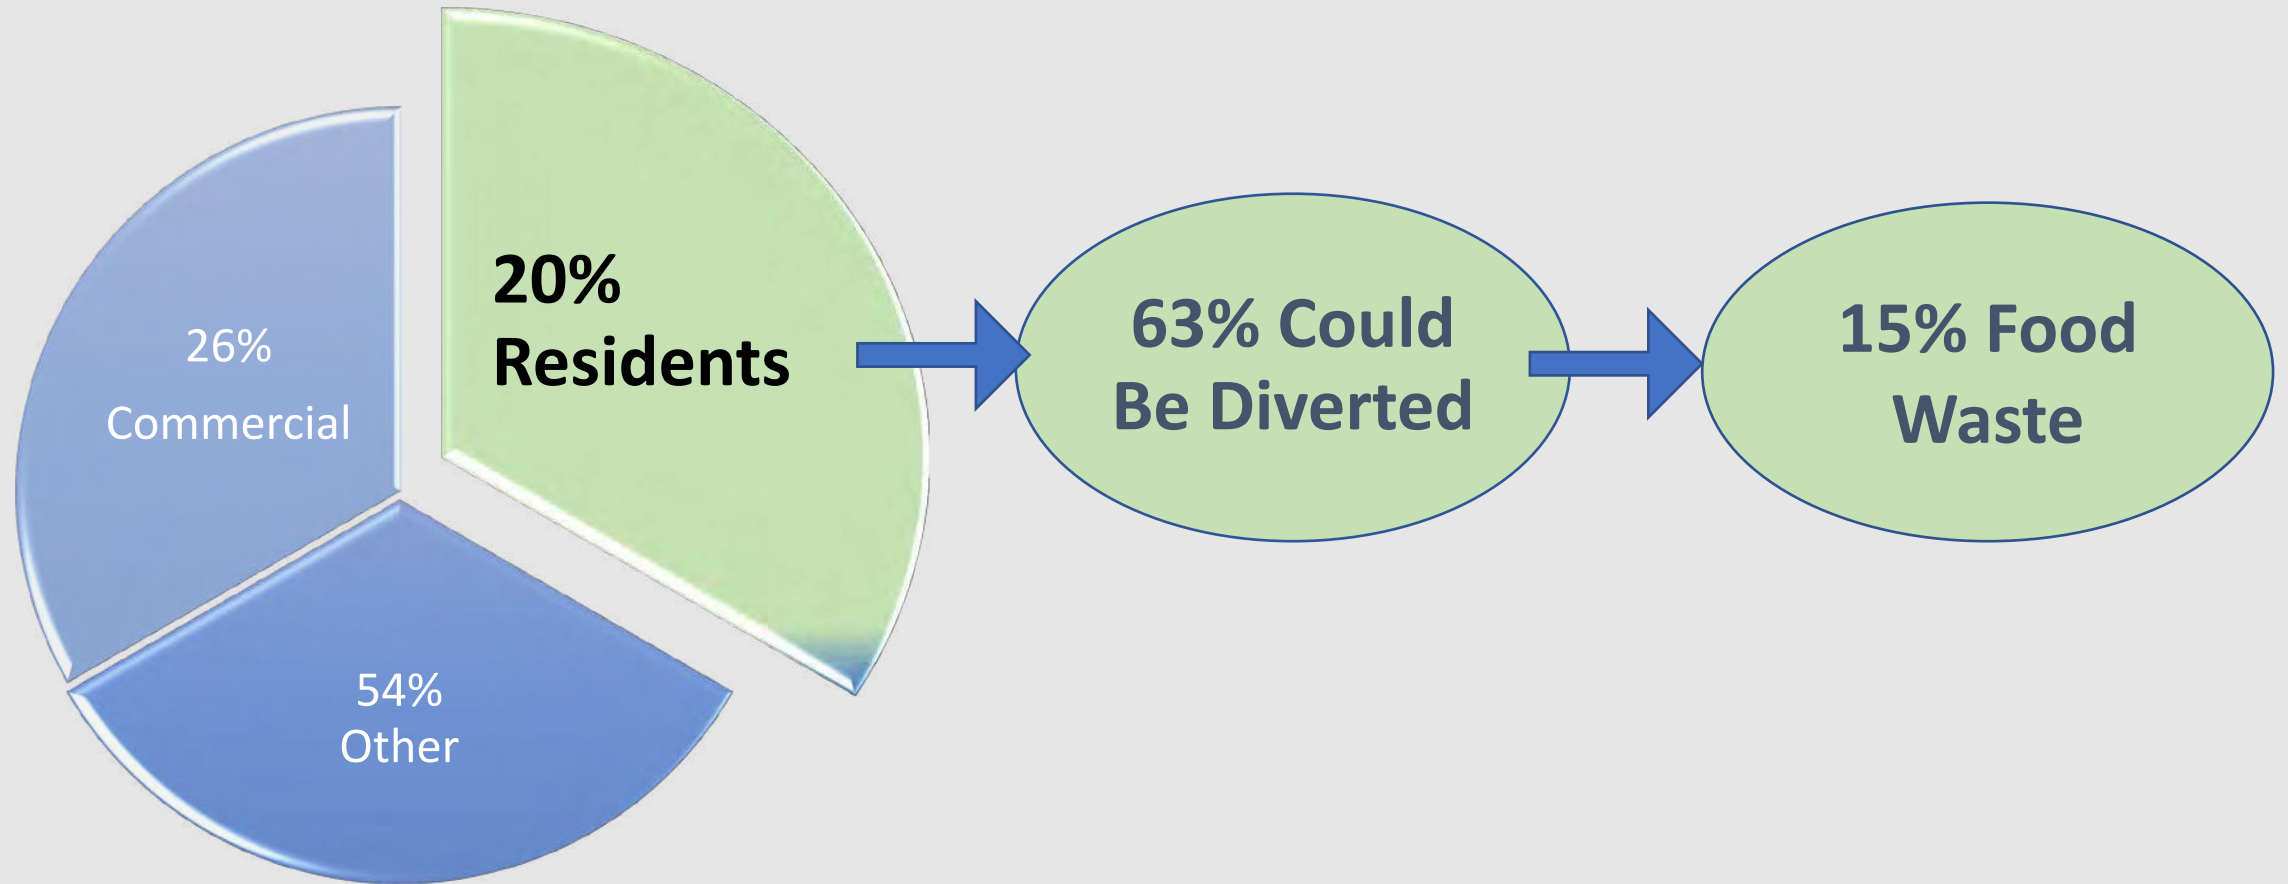 20%
Residents
26%
Commercial
54%
Other
63% Could
Be Diverted
15% Food
Waste